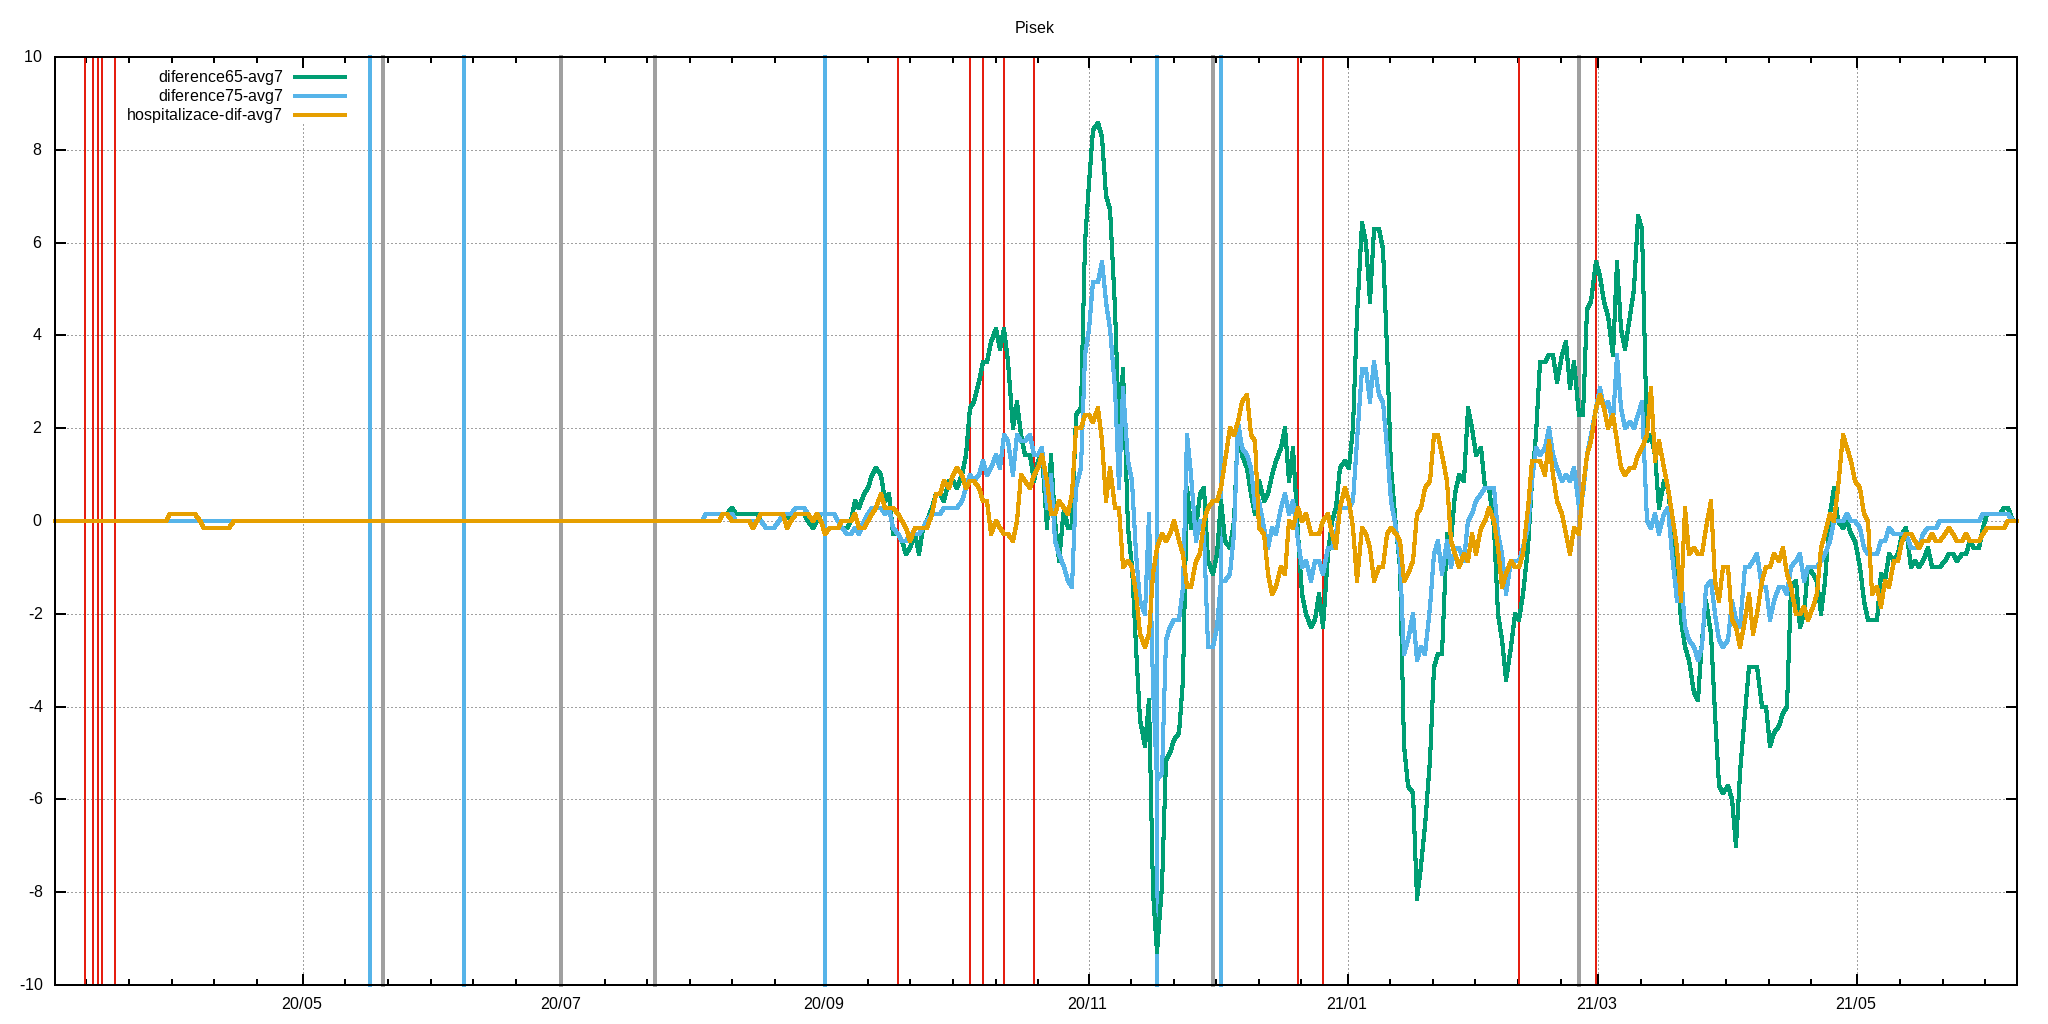 Pisek
diference65-avg7
diference75-avg7
hospitalizace-dif-avg7
10
8
6
4
2
0
-2
-4
-6
-8
-10
20/05 20/07 20/09 20/11 21/01 21/03 21/05